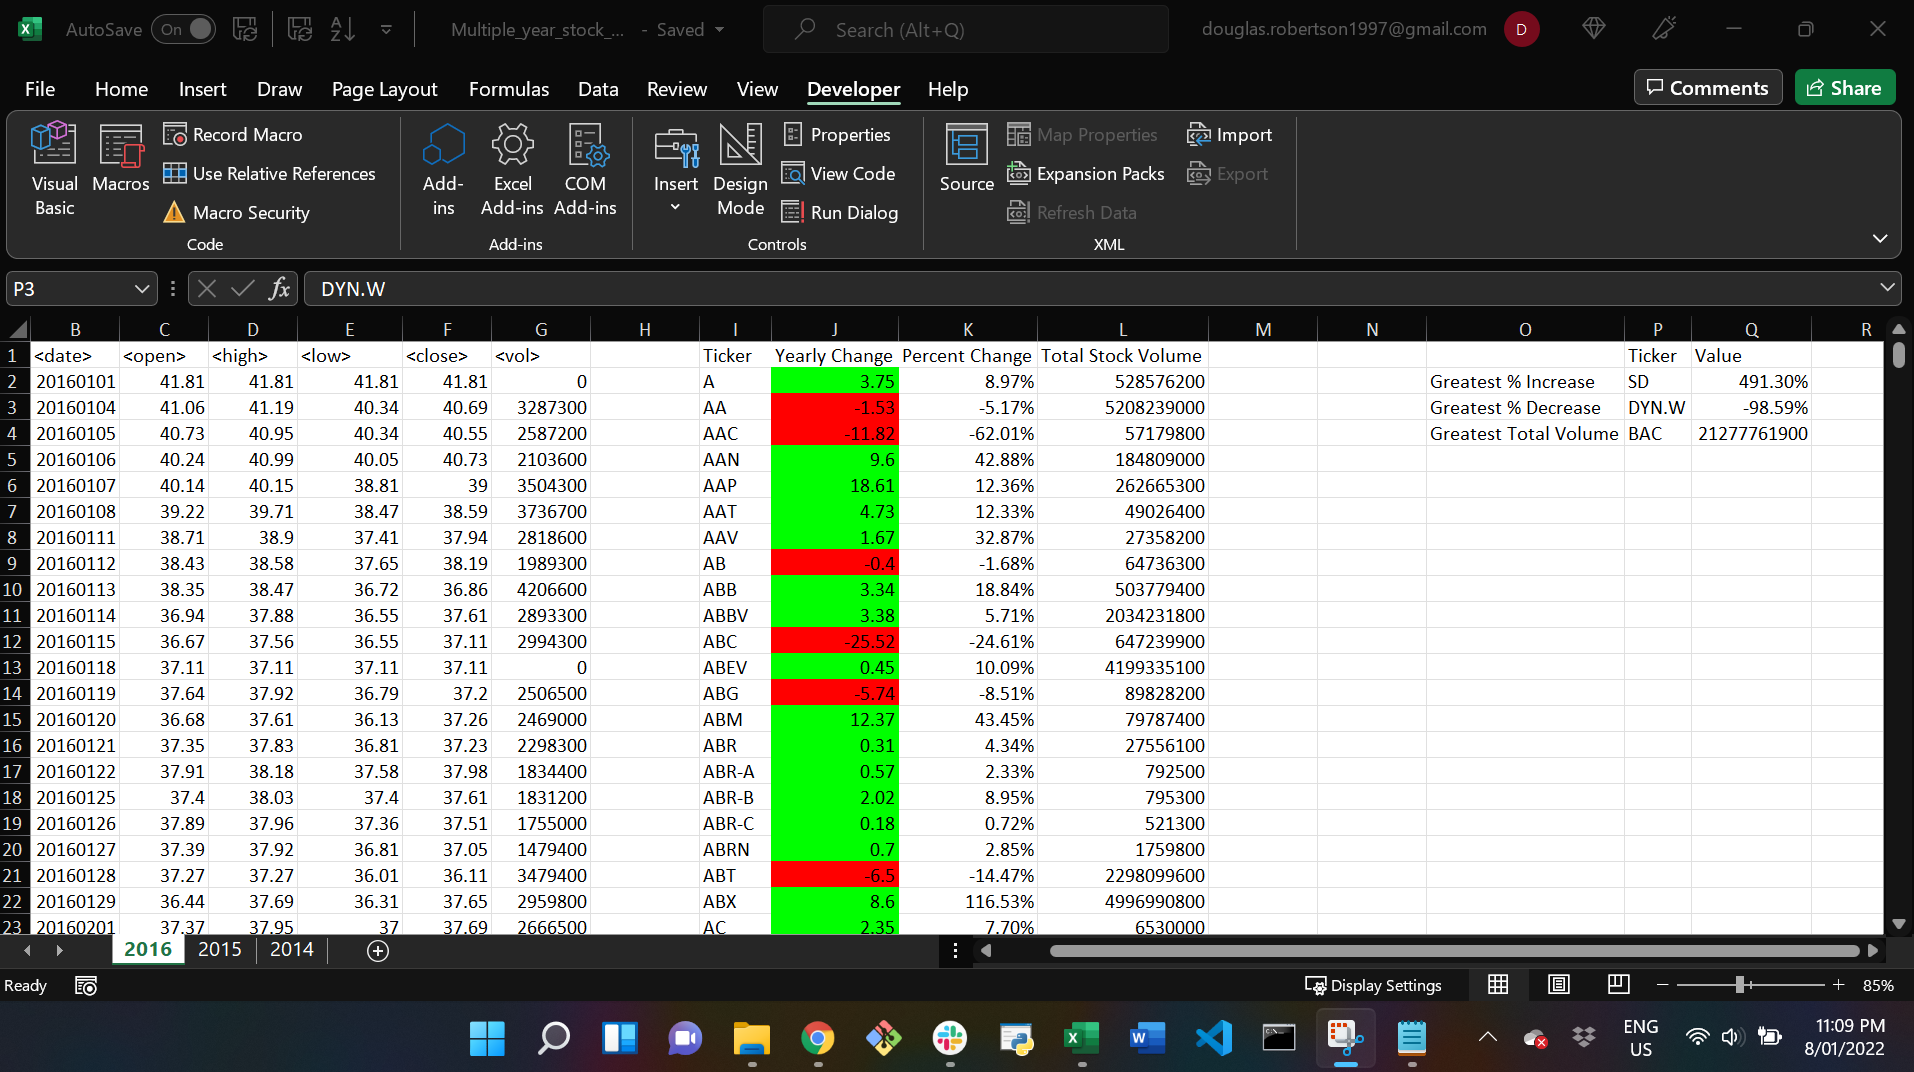 AutoSave On Multiple_year_stock_... - Saved Search (Alt+Q) douglas.robertson1997@gmail.com D
File Home Insert Draw Page Layout Formulas Data Review View Developer Help Comments Share
Visual Basic
Macros
Record Macro
Use Relative References
Macro Security
Code
Add-ins
Excel Add-ins
COM Add-ins
Add-ins
Insert
Design Mode
Properties
View Code
Run Dialog
Controls
Source
Map Properties
Expansion Packs
Refresh Data
Import
Export
XML
P3 fx DYN.W
B C D E F G H I J K L M N O P Q R
1 <date> <open> <high> <low> <close> <vol> Ticker Yearly Change Percent Change Total Stock Volume Ticker Value
2 20160101 41.81 41.81 41.81 41.81 0 A 3.75 8.97% 528576200 Greatest % Increase SD 491.30%
3 20160104 41.06 41.19 40.34 40.69 3287300 AA -1.53 -5.17% 5208239000 Greatest % Decrease DYN.W -98.59%
4 20160105 40.73 40.95 40.34 40.55 2587200 AAC -11.82 -62.01% 57179800 Greatest Total Volume BAC 21277761900
5 20160106 40.24 40.99 40.05 40.73 2103600 AAN 9.6 42.88% 184809000
6 20160107 40.14 40.15 38.81 39 3504300 AAP 18.61 12.36% 262665300
7 20160108 39.22 39.71 38.47 38.59 3736700 AAT 4.73 12.33% 49026400
8 20160111 38.71 38.9 37.41 37.94 2818600 AAV 1.67 32.87% 27358200
9 20160112 38.43 38.58 37.65 38.19 1989300 AB -0.4 -1.68% 64736300
10 20160113 38.35 38.47 36.72 36.86 4206600 ABB 3.34 18.84% 503779400
11 20160114 36.94 37.88 36.55 37.61 2893300 ABBV 3.38 5.71% 2034231800
12 20160115 36.67 37.56 36.55 37.11 2994300 ABC -25.52 -24.61% 647239900
13 20160118 37.11 37.11 37.11 37.11 0 ABEV 0.45 10.09% 4199335100
14 20160119 37.64 37.92 36.79 37.2 2506500 ABG -5.74 -8.51% 89828200
15 20160120 36.68 37.61 36.13 37.26 2469000 ABM 12.37 43.45% 79787400
16 20160121 37.35 37.83 36.81 37.23 2298300 ABR 0.31 4.34% 27556100
17 20160122 37.91 38.18 37.58 37.98 1834400 ABR-A 0.57 2.33% 792500
18 20160125 37.4 38.03 37.4 37.61 1831200 ABR-B 2.02 8.95% 795300
19 20160126 37.89 37.96 37.36 37.51 1755000 ABR-C 0.18 0.72% 521300
20 20160127 37.39 37.92 36.81 37.05 1479400 ABRN 0.7 2.85% 1759800
21 20160128 37.27 37.27 36.01 36.11 3479400 ABT -6.5 -14.47% 2298099600
22 20160129 36.44 37.69 36.31 37.65 2959800 ABX 8.6 116.53% 4996990800
23 20160201 37.37 37.95 37 37.69 2666500 AC 2.35 7.70% 6530000
2016 2015 2014
Ready Display Settings 85%
ENG
US
11:09 PM
8/01/2022